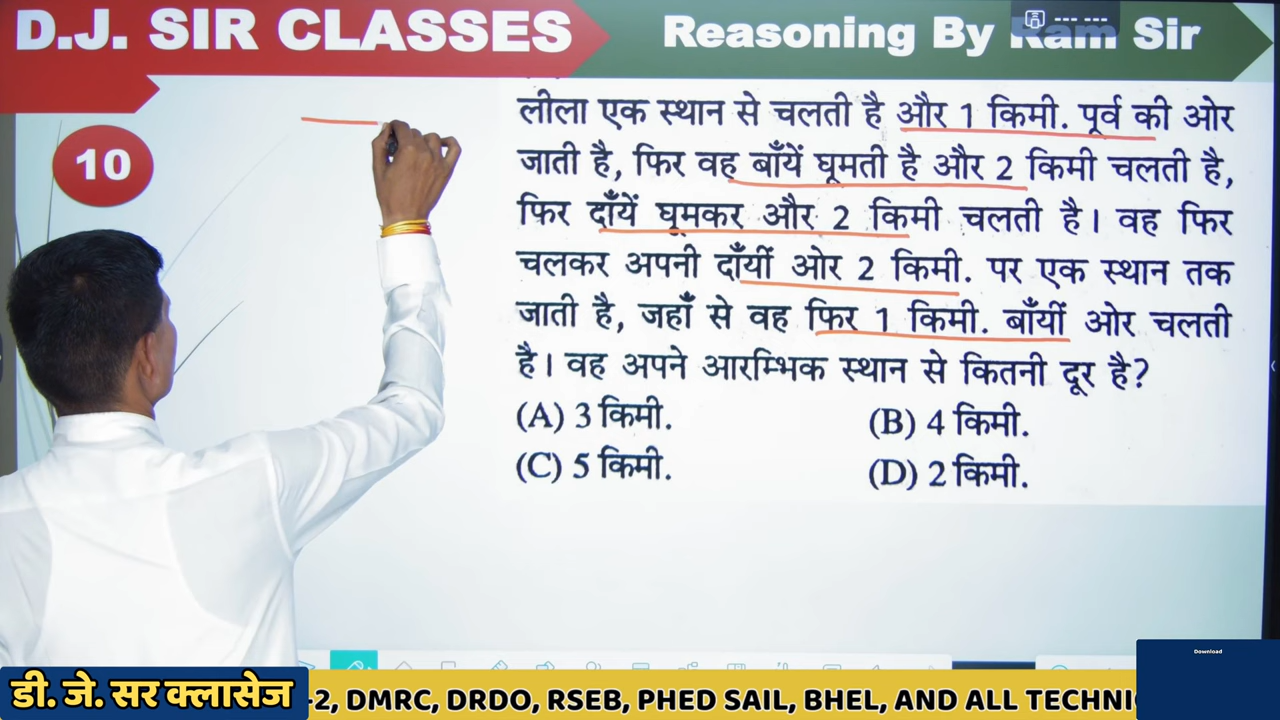 D.J. SIR CLASSES
Reasoning By Ram Sir
10
लीला एक स्थान से चलती है और 1 किमी. पूर्व की ओर
जाती है, फिर वह बाँयें घूमती है और 2 किमी चलती है,
फिर दाँयें घूमकर और 2 किमी चलती है। वह फिर
चलकर अपनी दाँयीं ओर 2 किमी. पर एक स्थान तक
जाती है, जहाँ से वह फिर 1 किमी. बाँयीं ओर चलती
है। वह अपने आरम्भिक स्थान से कितनी दूर है?
(A) 3 किमी. (B) 4 किमी.
(C) 5 किमी. (D) 2 किमी.
Download
डी. जे. सर क्लासेज
-2, DMRC, DRDO, RSEB, PHED SAIL, BHEL, AND ALL TECHNI